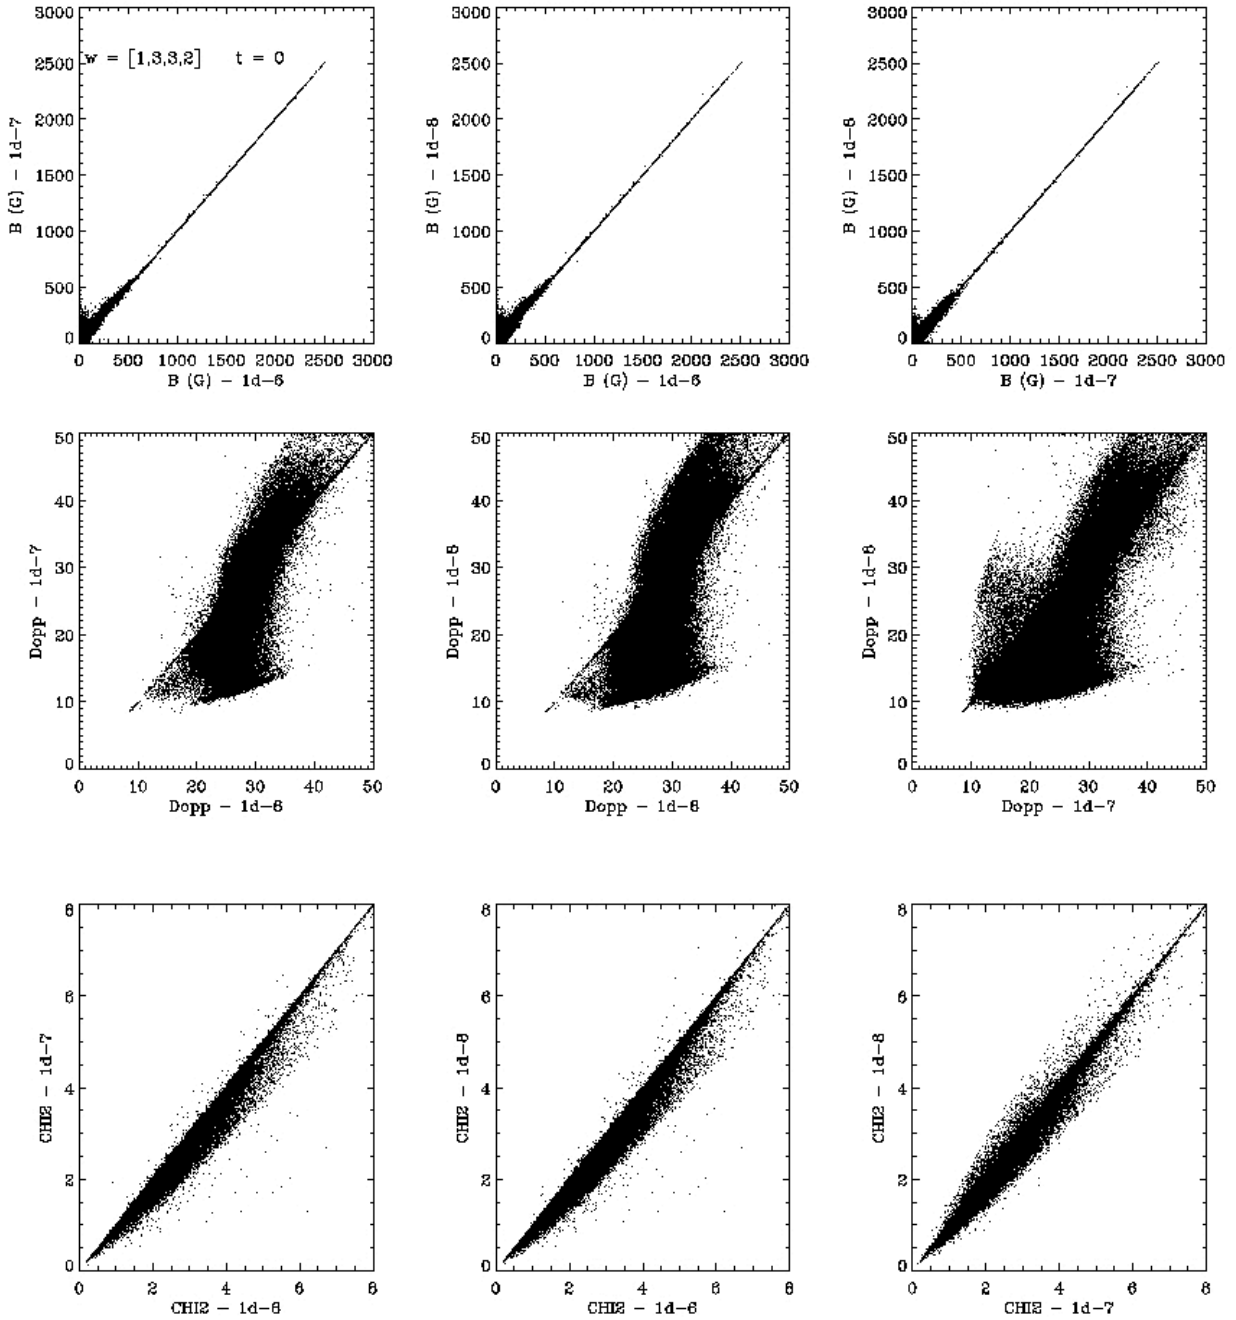 3000 3000 3000
w = [1,3,3,2] t = 0
2500 2500 2500
2000 2000 2000
1500 1500 1500
1000 1000 1000
500 500 500
0 0 0
B (G) – 1d–7
B (G) – 1d–8
B (G) – 1d–8
0 500 1000 1500 2000 2500 3000
0 500 1000 1500 2000 2500 3000
0 500 1000 1500 2000 2500 3000
B (G) – 1d–6
B (G) – 1d–6
B (G) – 1d–7
50 50 50
40 40 40
30 30 30
20 20 20
10 10 10
0 0 0
Dopp – 1d–7
Dopp – 1d–8
Dopp – 1d–8
0 10 20 30 40 50
0 10 20 30 40 50
0 10 20 30 40 50
Dopp – 1d–6
Dopp – 1d–6
Dopp – 1d–7
8 8 8
6 6 6
4 4 4
2 2 2
0 0 0
CHI2 – 1d–7
CHI2 – 1d–8
CHI2 – 1d–8
0 2 4 6 8
0 2 4 6 8
0 2 4 6 8
CHI2 – 1d–6
CHI2 – 1d–6
CHI2 – 1d–7